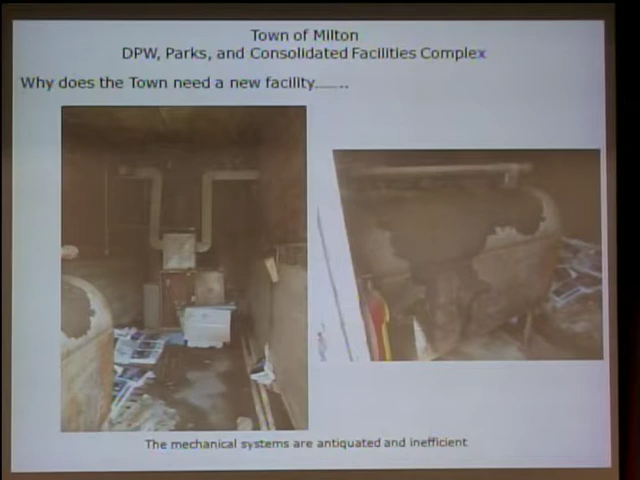 Town of Milton
DPW, Parks, and Consolidated Facilities Complex
Why does the Town need a new facility.......
The mechanical systems are antiquated and inefficient